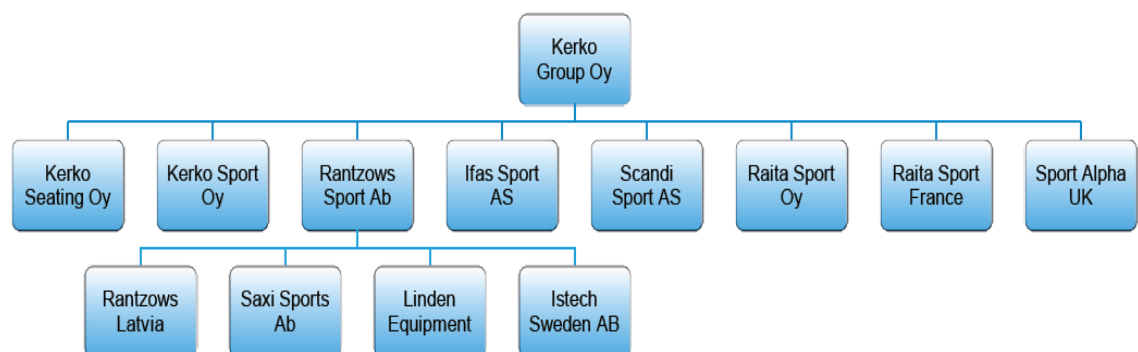 Kerko
Group Oy
Kerko
Seating Oy
Kerko Sport
Oy
Rantzows
Sport Ab
Ifas Sport
AS
Scandi
Sport AS
Raita Sport
Oy
Raita Sport
France
Sport Alpha
UK
Rantzows
Latvia
Saxi Sports
Ab
Linden
Equipment
Istech
Sweden AB